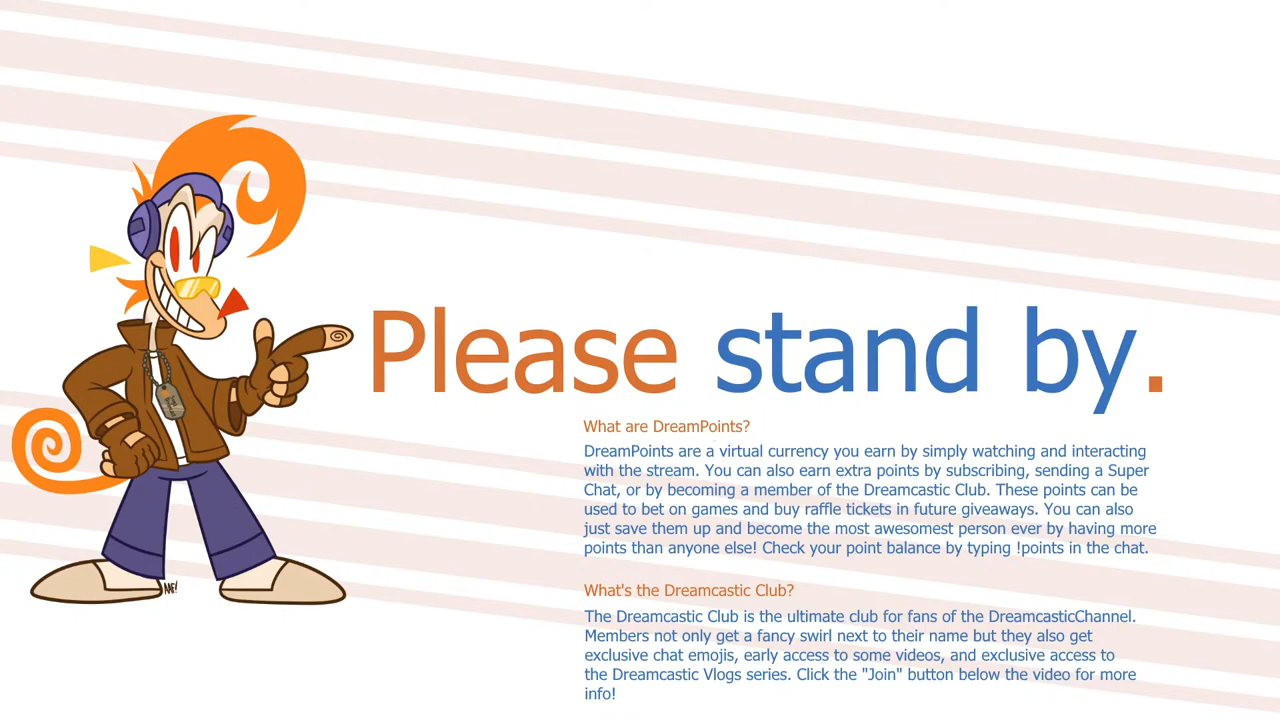 Please stand by.
What are DreamPoints?
DreamPoints are a virtual currency you earn by simply watching and interacting
with the stream. You can also earn extra points by subscribing, sending a Super
Chat, or by becoming a member of the Dreamcastic Club. These points can be
used to bet on games and buy raffle tickets in future giveaways. You can also
just save them up and become the most awesomest person ever by having more
points than anyone else! Check your point balance by typing !points in the chat.
What's the Dreamcastic Club?
The Dreamcastic Club is the ultimate club for fans of the DreamcasticChannel.
Members not only get a fancy swirl next to their name but they also get
exclusive chat emojis, early access to some videos, and exclusive access to
the Dreamcastic Vlogs series. Click the "Join" button below the video for more
info!